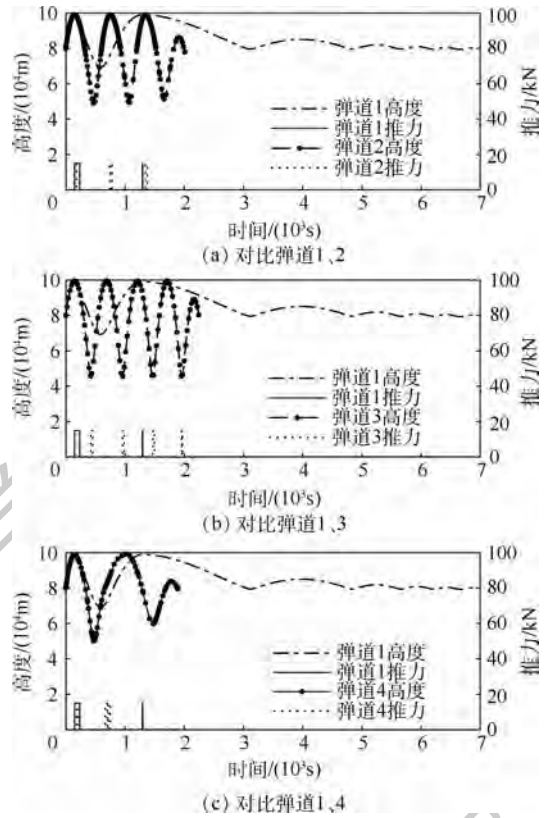 10
8
6
4
2
0
高度/(10⁴m)
100
80
60
40
20
0
推力/kN
弹道1高度
弹道1推力
弹道2高度
弹道2推力
1 2 3 4 5 6 7
时间/(10³s)
(a) 对比弹道1、2
10
8
6
4
2
0
高度/(10⁴m)
100
80
60
40
20
0
推力/kN
弹道1高度
弹道1推力
弹道3高度
弹道3推力
1 2 3 4 5 6 7
时间/(10³s)
(b) 对比弹道1、3
10
8
6
4
2
0
高度/(10⁴m)
100
80
60
40
20
0
推力/kN
弹道1高度
弹道1推力
弹道4高度
弹道4推力
1 2 3 4 5 6 7
时间/(10³s)
(c) 对比弹道1、4